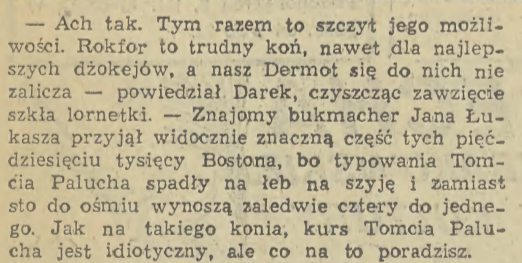 — Ach tak. Tym razem to szczyt jego możli-
wości. Rokfor to trudny koń, nawet dla najlep-
szych dżokejów, a nasz Dermot się do nich nie
zalicza — powiedział Darek, czyszcząc zawzięcie
szkła lornetki. — Znajomy bukmacher Jana Łu-
kasza przyjął widocznie znaczną część tych pięć-
dziesięciu tysięcy Bostona, bo typowania Tom-
cia Palucha spadły na łeb na szyję i zamiast
sto do ośmiu wynoszą zaledwie cztery do jedne-
go. Jak na takiego konia, kurs Tomcia Palu-
cha jest idiotyczny, ale co na to poradzisz.